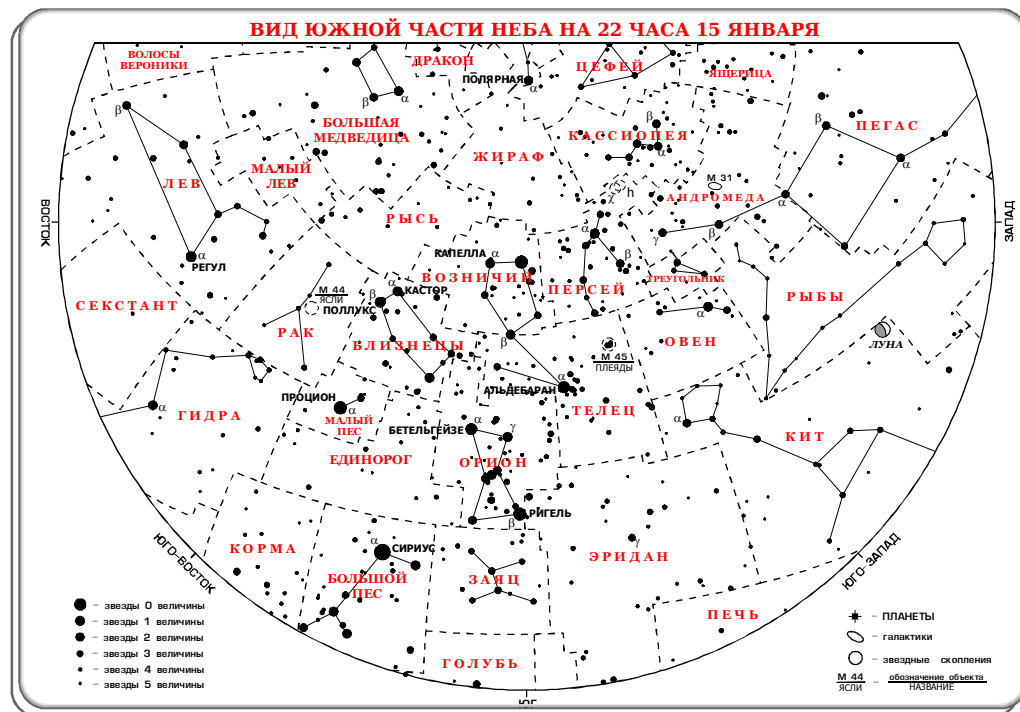 ВИД ЮЖНОЙ ЧАСТИ НЕБА НА 22 ЧАСА 15 ЯНВАРЯ
ВОЛОСЫ
ВЕРОНИКИ
ДРАКОН
ПОЛЯРНАЯ
α
ЦЕФЕЙ
ЯЩЕРИЦА
β
β
α
БОЛЬШАЯ
МЕДВЕДИЦА
β
КАССИОПЕЯ
α
β
ПЕГАС
α
ЖИРАФ
МАЛЫЙ
ЛЕВ
ЛЕВ
M 31
АНДРОМЕДА
α
χ
h
РЫСЬ
ВОСТОК
ЗАПАД
α
β
γ
β
α
РЕГУЛ
КАПЕЛЛА
α
ВОЗНИЧИЙ
ПЕРСЕЙ
ТРЕУГОЛЬНИК
РЫБЫ
СЕКСТАНТ
M 44
ЯСЛИ
α
КАСТОР
β
ПОЛЛУКС
РАК
БЛИЗНЕЦЫ
β
α
ОВЕН
ЛУНА
M 45
ПЛЕЯДЫ
α
АЛЬДЕБАРАН
ТЕЛЕЦ
ПРОЦИОН
α
МАЛЫЙ
ПЕС
α
ГИДРА
БЕТЕЛЬГЕЙЗЕ
α
γ
α
КИТ
ЕДИНОРОГ
ОРИОН
β
РИГЕЛЬ
ЮГО-ВОСТОК
КОРМА
α
СИРИУС
γ
ЭРИДАН
ЮГО-ЗАПАД
БОЛЬШОЙ
ПЕС
ЗАЯЦ
ПЕЧЬ
ГОЛУБЬ
ЮГ
– звезды 0 величины
– звезды 1 величины
– звезды 2 величины
– звезды 3 величины
– звезды 4 величины
– звезды 5 величины
– ПЛАНЕТЫ
– галактики
– звездные скопления
M 44
ЯСЛИ
– обозначение объекта
НАЗВАНИЕ